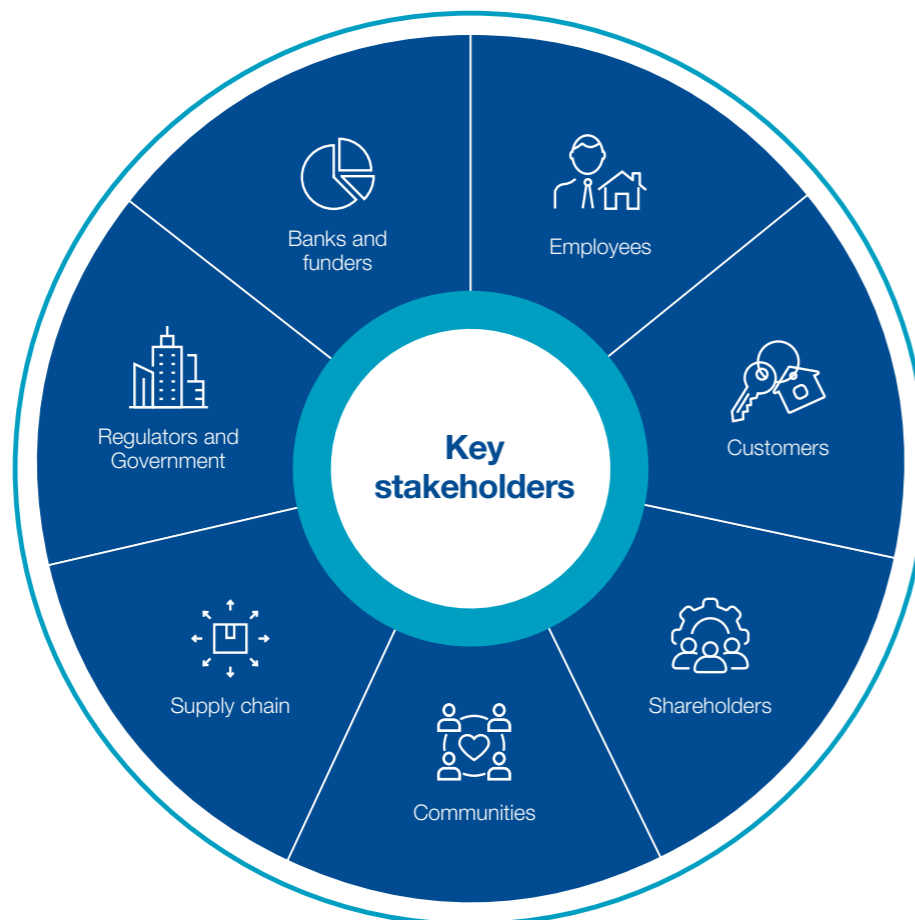 Key
stakeholders
Employees
Customers
Shareholders
Communities
Supply chain
Regulators and
Government
Banks and
funders